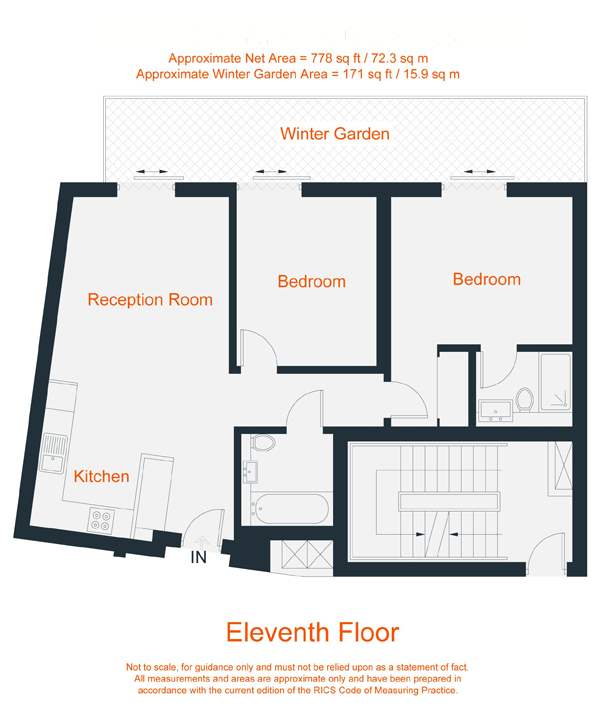 Approximate Net Area = 778 sq ft / 72.3 sq m
Approximate Winter Garden Area = 171 sq ft / 15.9 sq m
Winter Garden
Reception Room
Bedroom
Bedroom
Kitchen
IN
Eleventh Floor
Not to scale, for guidance only and must not be relied upon as a statement of fact.
All measurements and areas are approximate only and have been prepared in
accordance with the current edition of the RICS Code of Measuring Practice.